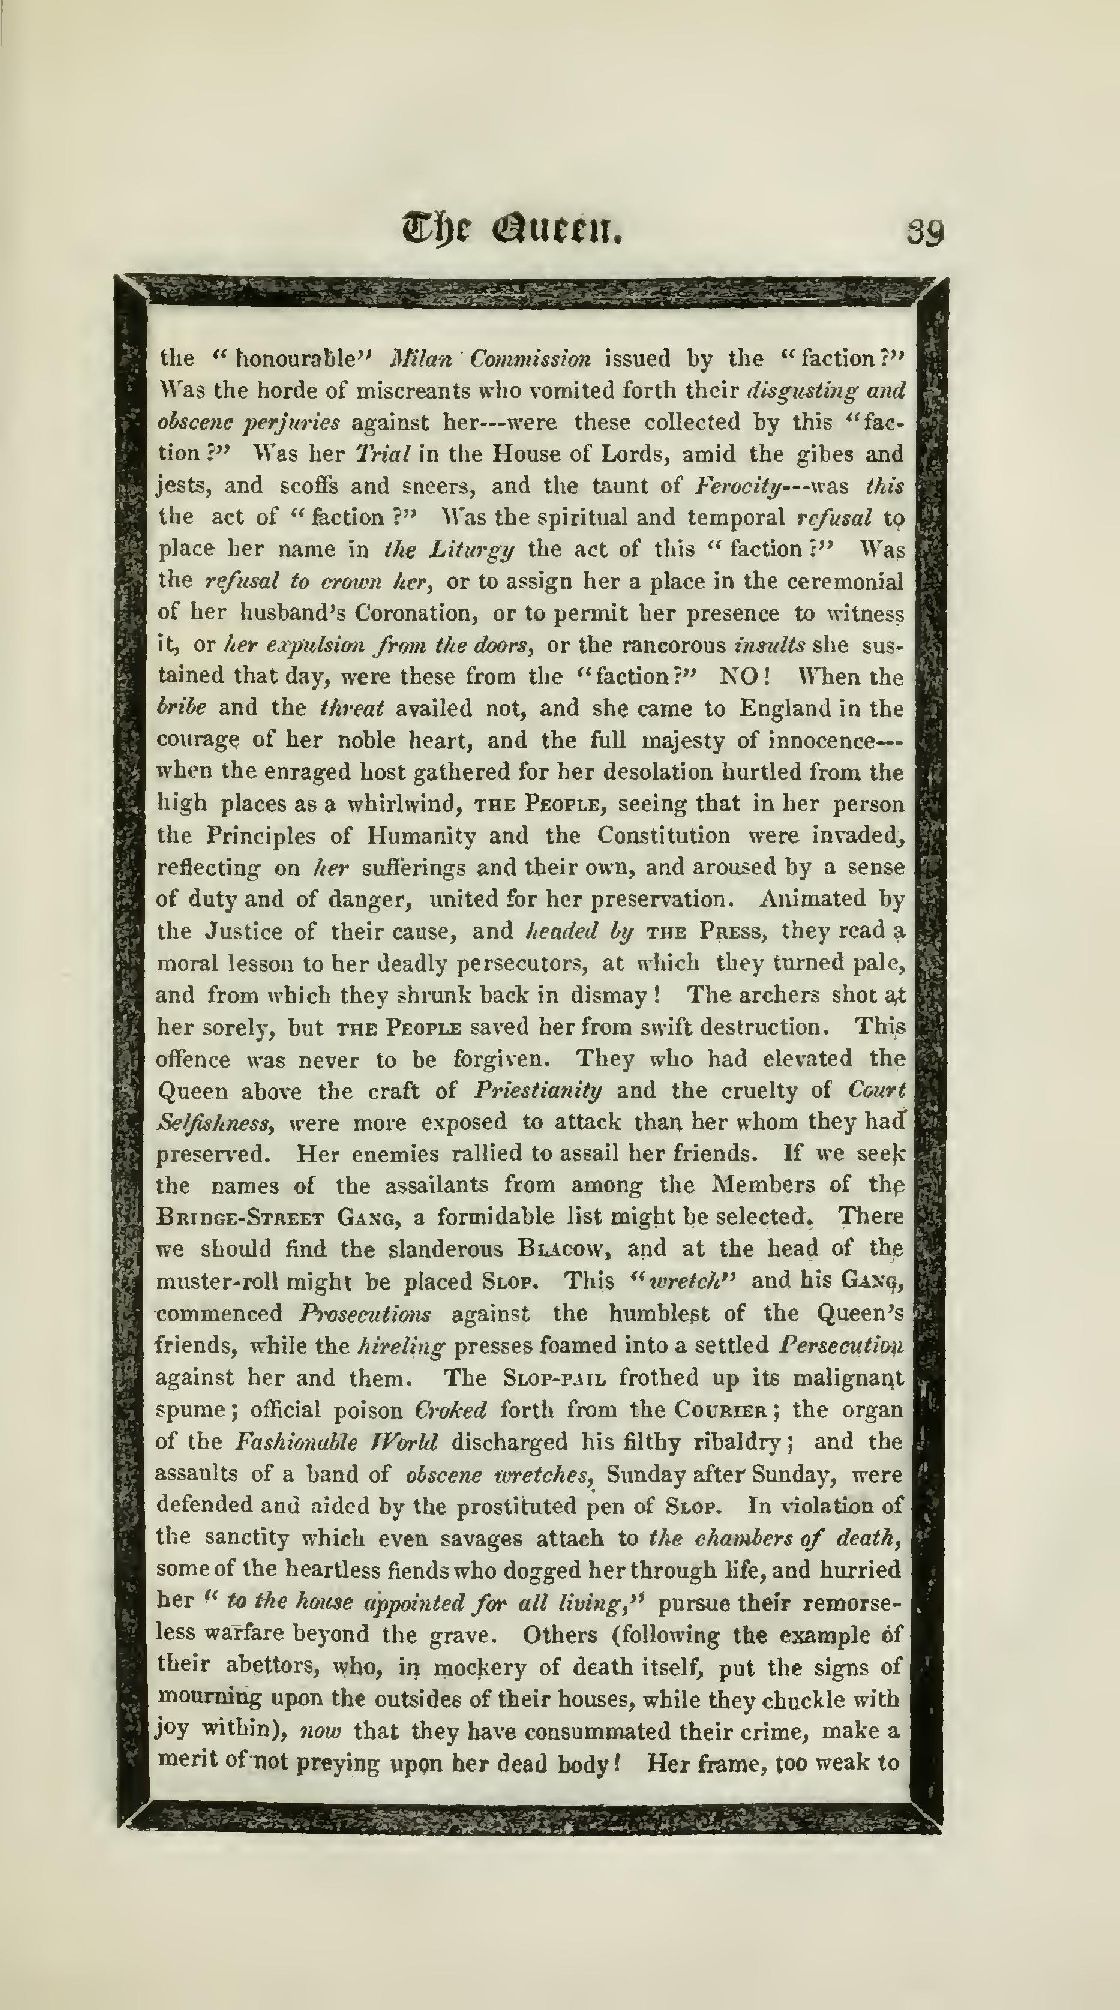 The Queen. 39
the “ honourable” Milan Commission issued by the “faction?”
Was the horde of miscreants who vomited forth their disgusting and
obscene perjuries against her---were these collected by this “fac-
tion?” Was her Trial in the House of Lords, amid the gibes and
jests, and scoffs and sneers, and the taunt of Ferocity---was this
the act of “ faction ?” Was the spiritual and temporal refusal to
place her name in the Liturgy the act of this “ faction?” Was
the refusal to crown her, or to assign her a place in the ceremonial
of her husband's Coronation, or to permit her presence to witness
it, or her expulsion from the doors, or the rancorous insults she sus-
tained that day, were these from the “faction?” NO! When the
bribe and the threat availed not, and she came to England in the
courage of her noble heart, and the full majesty of innocence---
when the enraged host gathered for her desolation hurtled from the
high places as a whirlwind, THE PEOPLE, seeing that in her person
the Principles of Humanity and the Constitution were invaded,
reflecting on her sufferings and their own, and aroused by a sense
of duty and of danger, united for her preservation. Animated by
the Justice of their cause, and headed by THE PRESS, they read a
moral lesson to her deadly persecutors, at which they turned pale,
and from which they shrunk back in dismay! The archers shot at
her sorely, but THE PEOPLE saved her from swift destruction. This
offence was never to be forgiven. They who had elevated the
Queen above the craft of Priestianity and the cruelty of Court
Selfishness, were more exposed to attack than her whom they had
preserved. Her enemies rallied to assail her friends. If we seek
the names of the assailants from among the Members of the
BRIDGE-STREET GANG, a formidable list might be selected. There
we should find the slanderous BLACOW, and at the head of the
muster-roll might be placed SLOP. This “wretch” and his GANG,
commenced Prosecutions against the humblest of the Queen's
friends, while the hireling presses foamed into a settled Persecution
against her and them. The SLOP-PAIL frothed up its malignant
spume; official poison Croked forth from the COURIER; the organ
of the Fashionable World discharged his filthy ribaldry; and the
assaults of a band of obscene wretches, Sunday after Sunday, were
defended and aided by the prostituted pen of SLOP. In violation of
the sanctity which even savages attach to the chambers of death,
some of the heartless fiends who dogged her through life, and hurried
her “ to the house appointed for all living,” pursue their remorse-
less warfare beyond the grave. Others (following the example of
their abettors, who, in mockery of death itself, put the signs of
mourning upon the outsides of their houses, while they chuckle with
joy within), now that they have consummated their crime, make a
merit of not preying upon her dead body! Her frame, too weak to